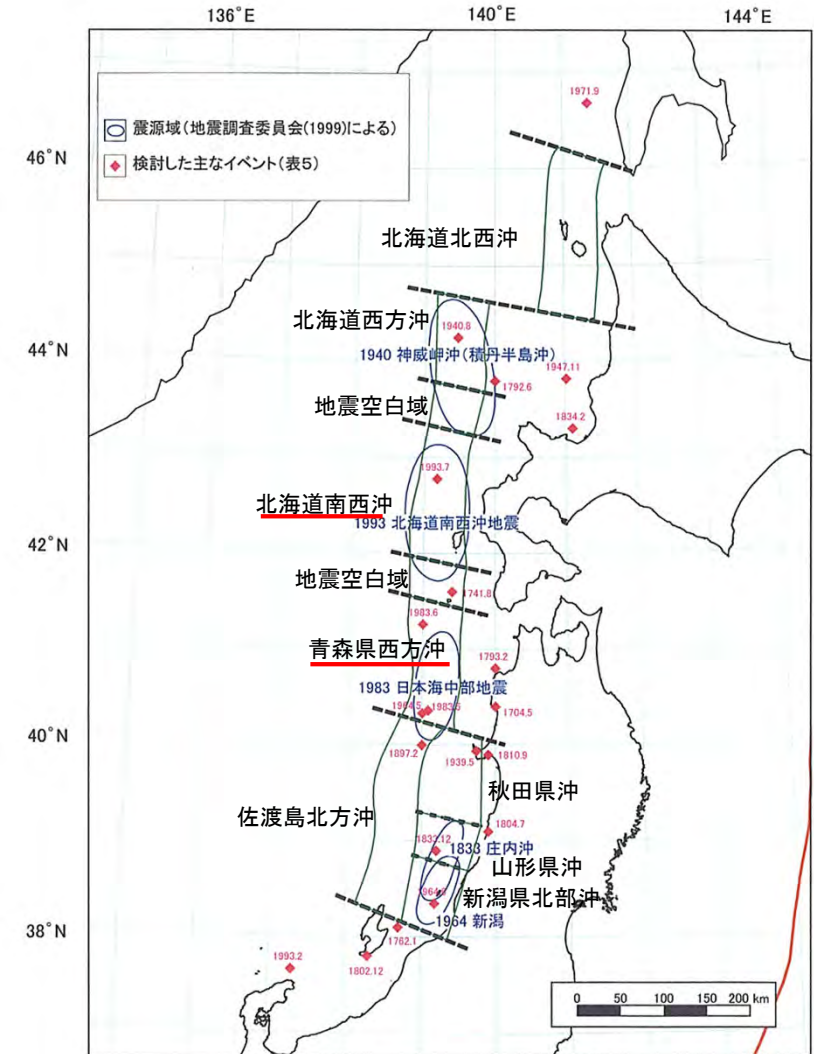 136°E 140°E 144°E
震源域(地震調査委員会(1999)による)
検討した主なイベント(表5)
1971.9
46°N
北海道北西沖
北海道西方沖
1940.8
44°N
1940 神威岬沖(積丹半島沖)
1947.11
1792.6
地震空白域
1834.2
1993.7
北海道南西沖
1993 北海道南西沖地震
42°N
地震空白域
1741.8
1983.6
青森県西方沖
1793.2
1983 日本海中部地震
1964.5 1983.5
1704.5
40°N
1897.2
1939.5
1810.9
秋田県沖
佐渡島北方沖
1804.7
1833.12
1833 庄内沖
山形県沖
新潟県北部沖
1964 新潟
38°N
1762.1
1993.2
1802.12
0 50 100 150 200 km